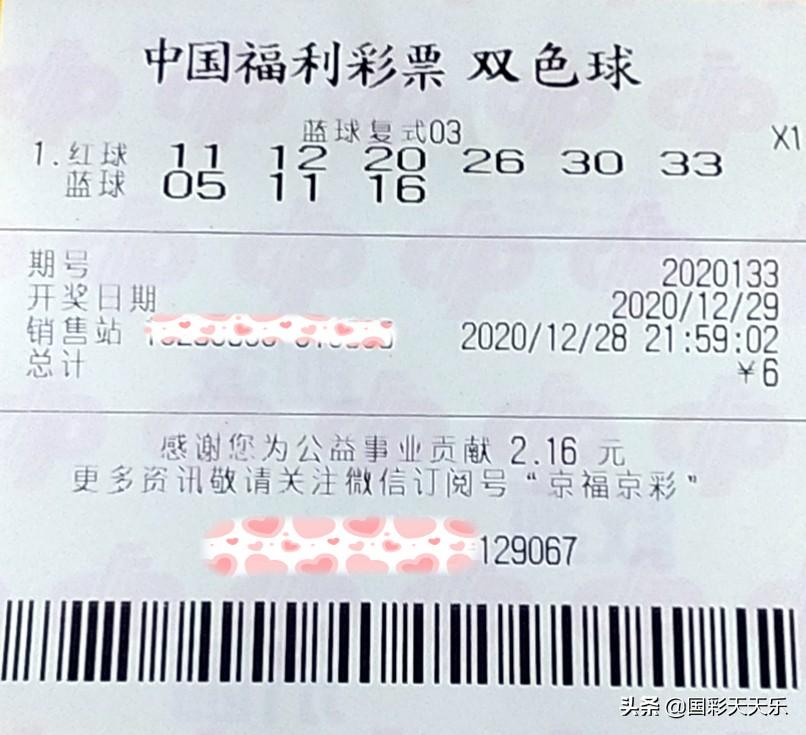 中国福利彩票 双色球
蓝球复式03
X1
1.红球 11 12 20 26 30 33
蓝球 05 11 16
期号 2020133
开奖日期 2020/12/29
销售站 2020/12/28 21:59:02
总计 ¥6
感谢您为公益事业贡献 2.16 元
更多资讯敬请关注微信订阅号“京福京彩”
129067
头条 @国彩天天乐